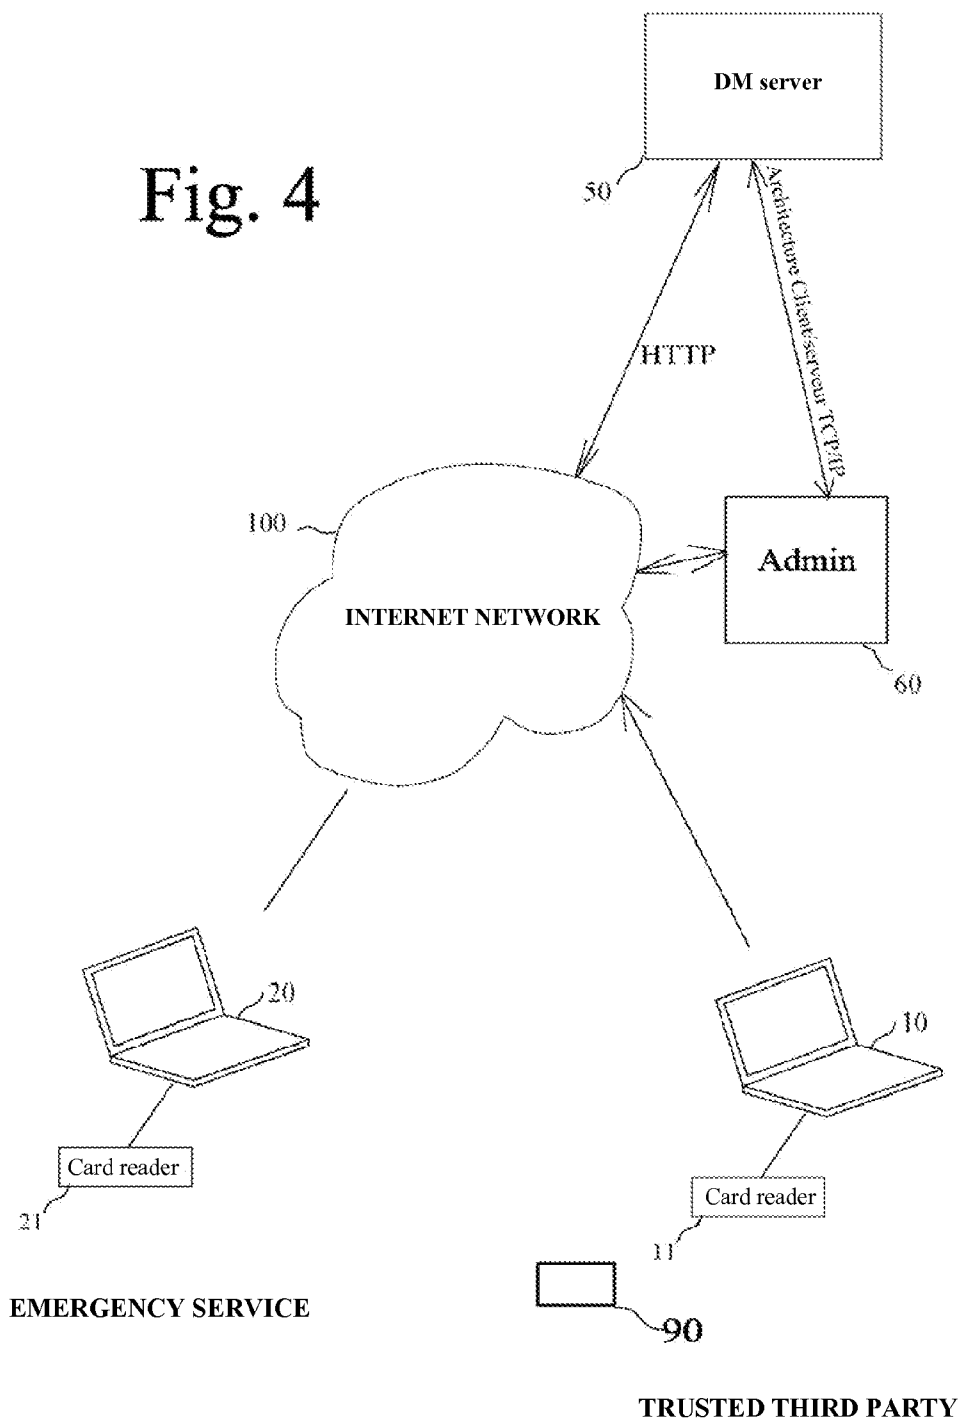 DM server
Fig. 4
50
Architecture Client/serveur TCP/IP
HTTP
100
Admin
INTERNET NETWORK
60
20
10
Card reader
21
Card reader
11
EMERGENCY SERVICE
90
TRUSTED THIRD PARTY